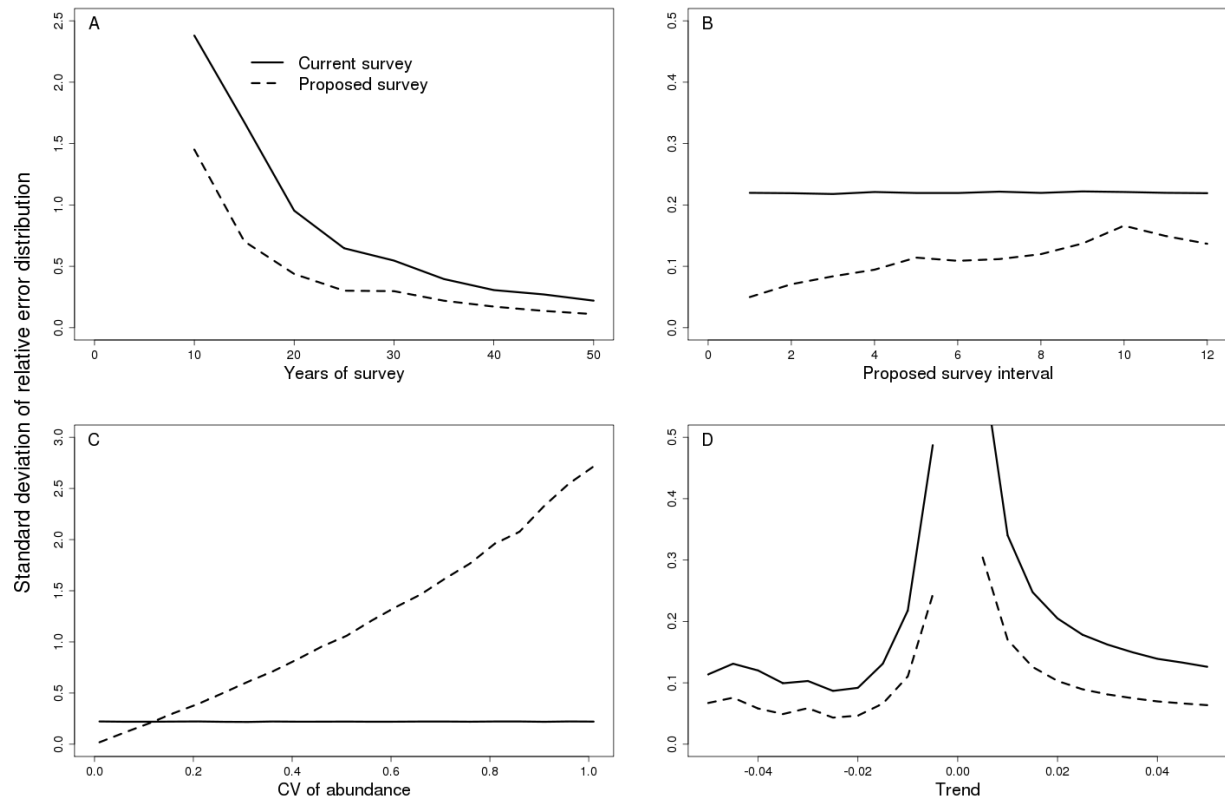 Standard deviation of relative error distribution
A
Current survey
Proposed survey
0.0 0.5 1.0 1.5 2.0 2.5
0 10 20 30 40 50
Years of survey
B
0.0 0.1 0.2 0.3 0.4 0.5
0 2 4 6 8 10 12
Proposed survey interval
C
0.0 0.5 1.0 1.5 2.0 2.5 3.0
0.0 0.2 0.4 0.6 0.8 1.0
CV of abundance
D
0.0 0.1 0.2 0.3 0.4 0.5
-0.04 -0.02 0.00 0.02 0.04
Trend